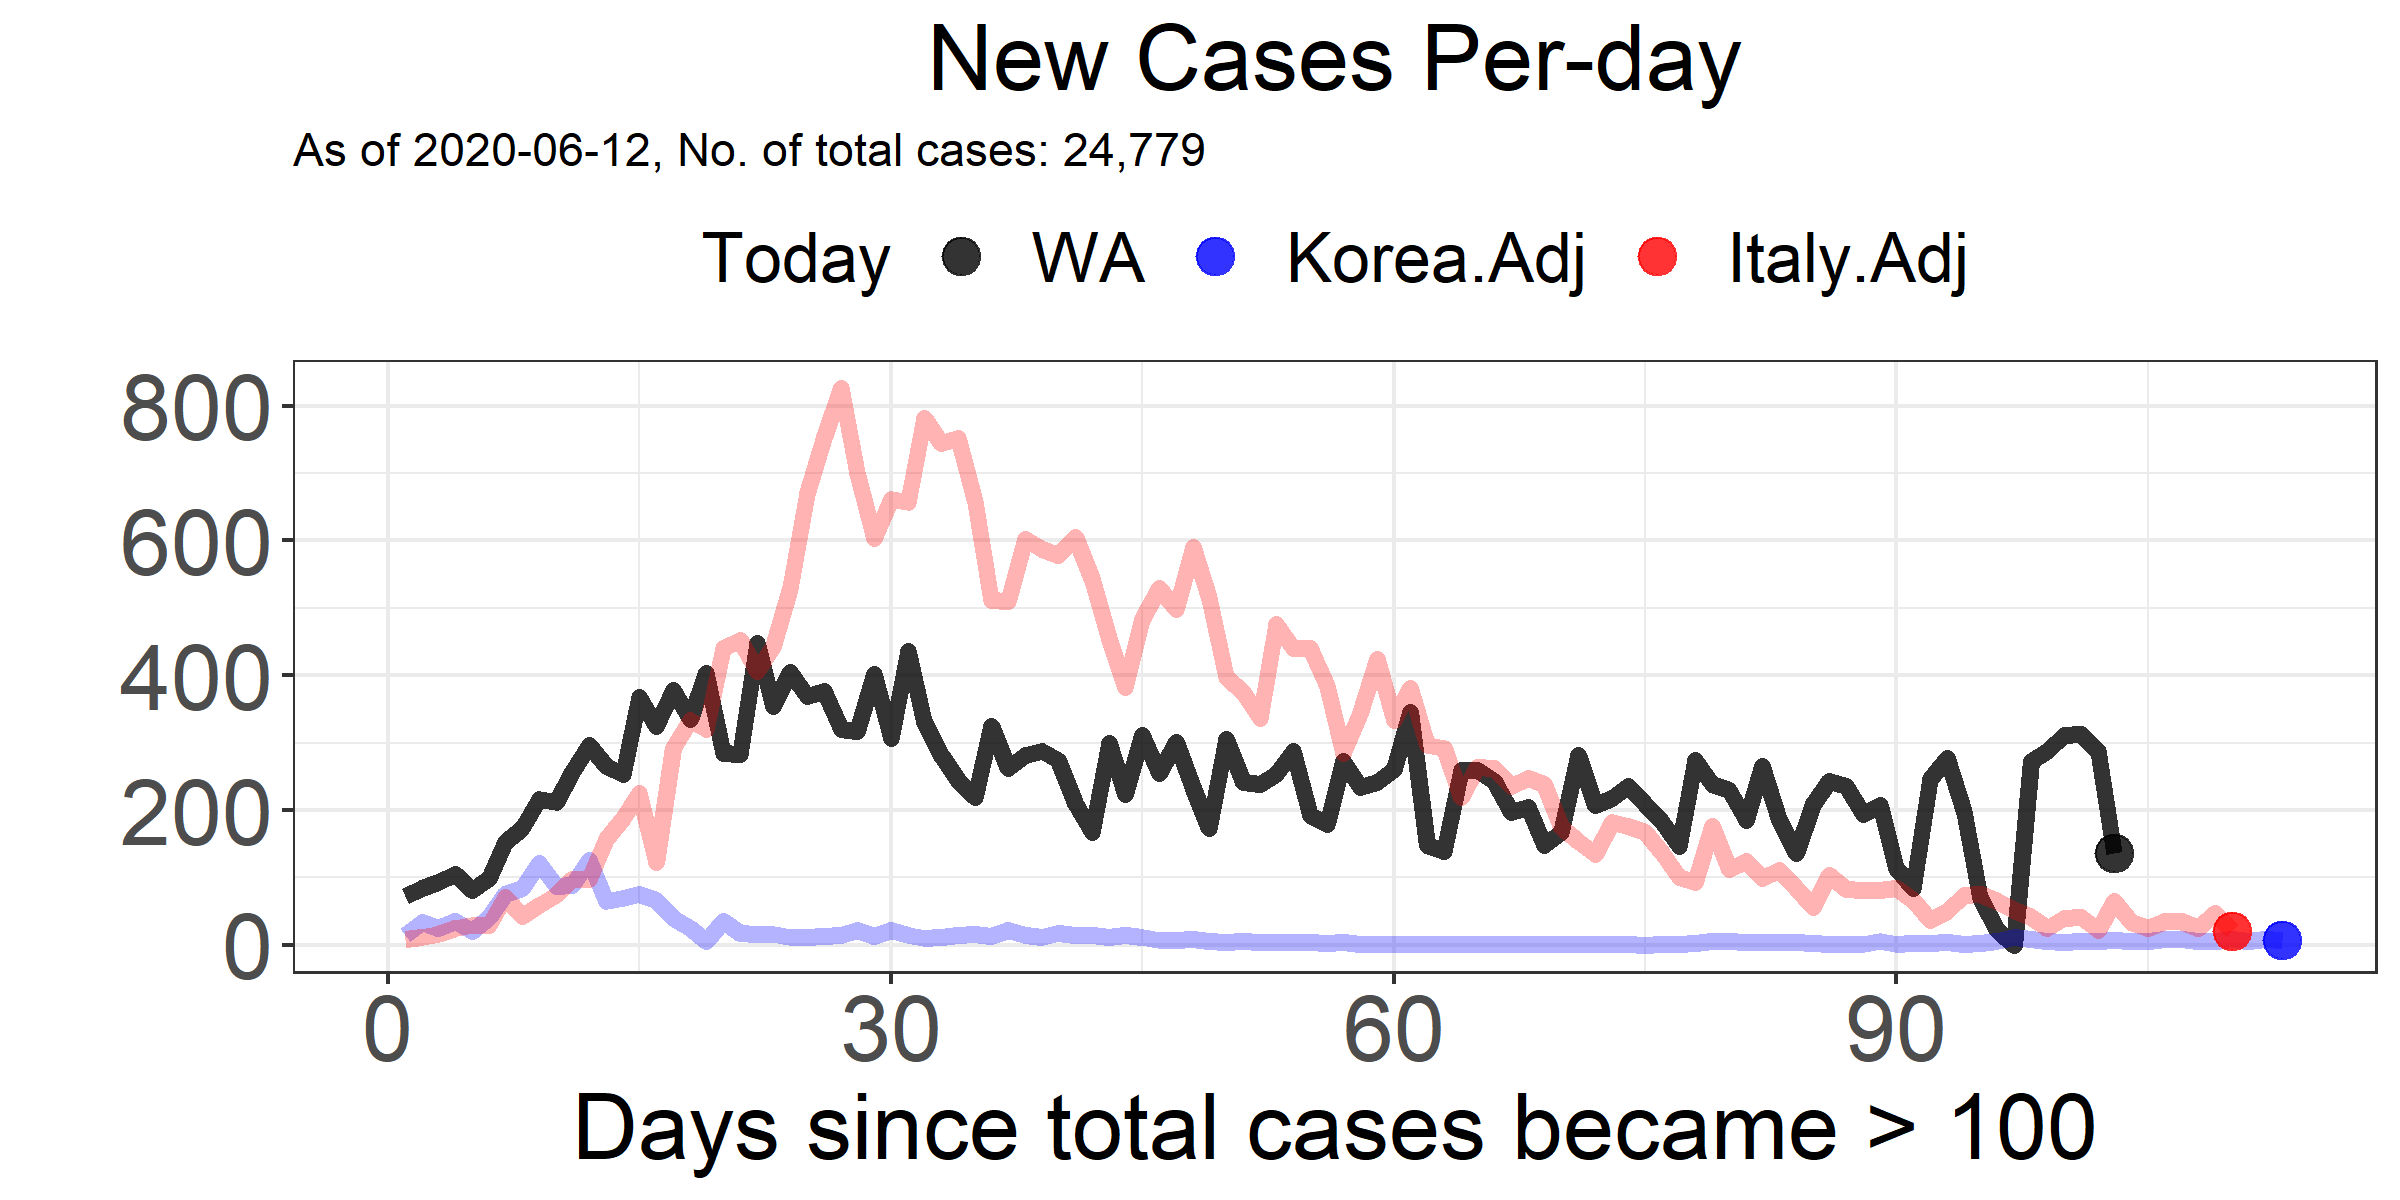 New Cases Per-day
As of 2020-06-12, No. of total cases: 24,779
Today WA Korea.Adj Italy.Adj
800
600
400
200
0
0 30 60 90
Days since total cases became > 100